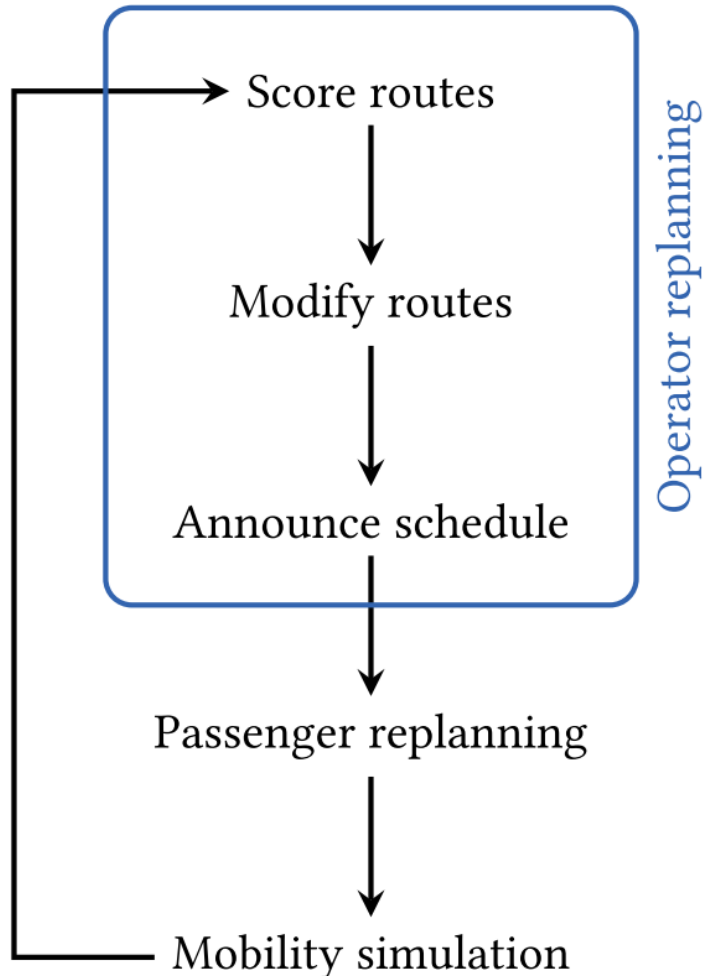 Score routes
Modify routes
Announce schedule
Operator replanning
Passenger replanning
Mobility simulation